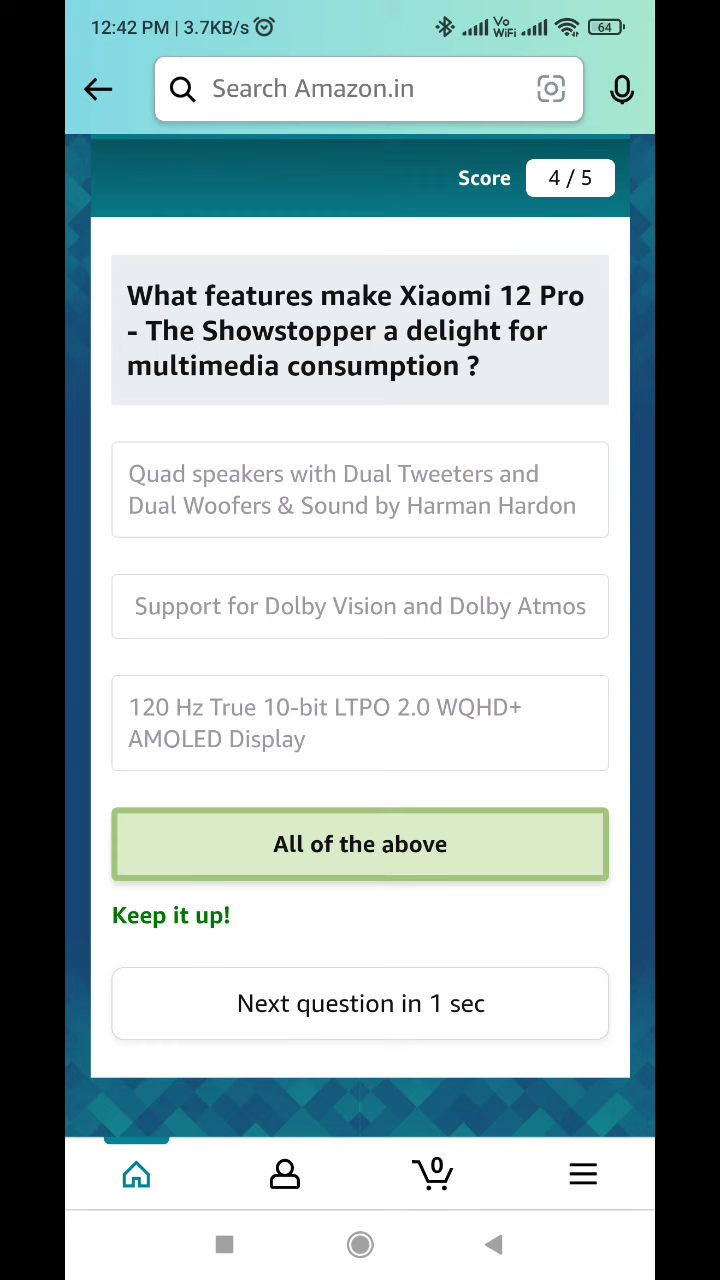 12:42 PM | 3.7KB/s
Vo
WiFi
64
Search Amazon.in
Score 4 / 5
What features make Xiaomi 12 Pro
- The Showstopper a delight for
multimedia consumption ?
Quad speakers with Dual Tweeters and
Dual Woofers & Sound by Harman Hardon
Support for Dolby Vision and Dolby Atmos
120 Hz True 10-bit LTPO 2.0 WQHD+
AMOLED Display
All of the above
Keep it up!
Next question in 1 sec
0